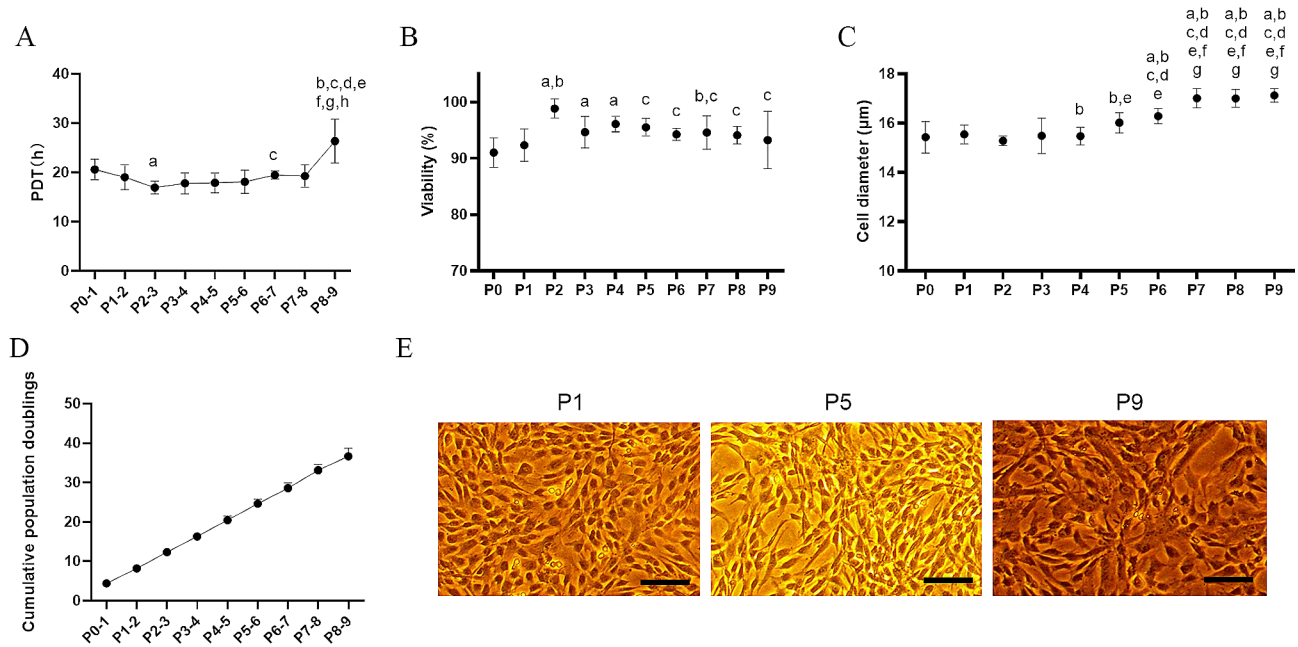 A
PDT(h)
40
30
20
10
0
a
c
b,c,d,e
f,g,h
P0-1
P1-2
P2-3
P3-4
P4-5
P5-6
P6-7
P7-8
P8-9
B
Viability (%)
100
90
80
70
a,b
a
a
c
c
b,c
c
c
P0
P1
P2
P3
P4
P5
P6
P7
P8
P9
C
Cell diameter (μm)
18
16
14
12
10
b
b,e
a,b
c,d
e
a,b
c,d
e,f
g
a,b
c,d
e,f
g
a,b
c,d
e,f
g
P0
P1
P2
P3
P4
P5
P6
P7
P8
P9
D
Cumulative population doublings
50
40
30
20
10
0
P0-1
P1-2
P2-3
P3-4
P4-5
P5-6
P6-7
P7-8
P8-9
E
P1
P5
P9